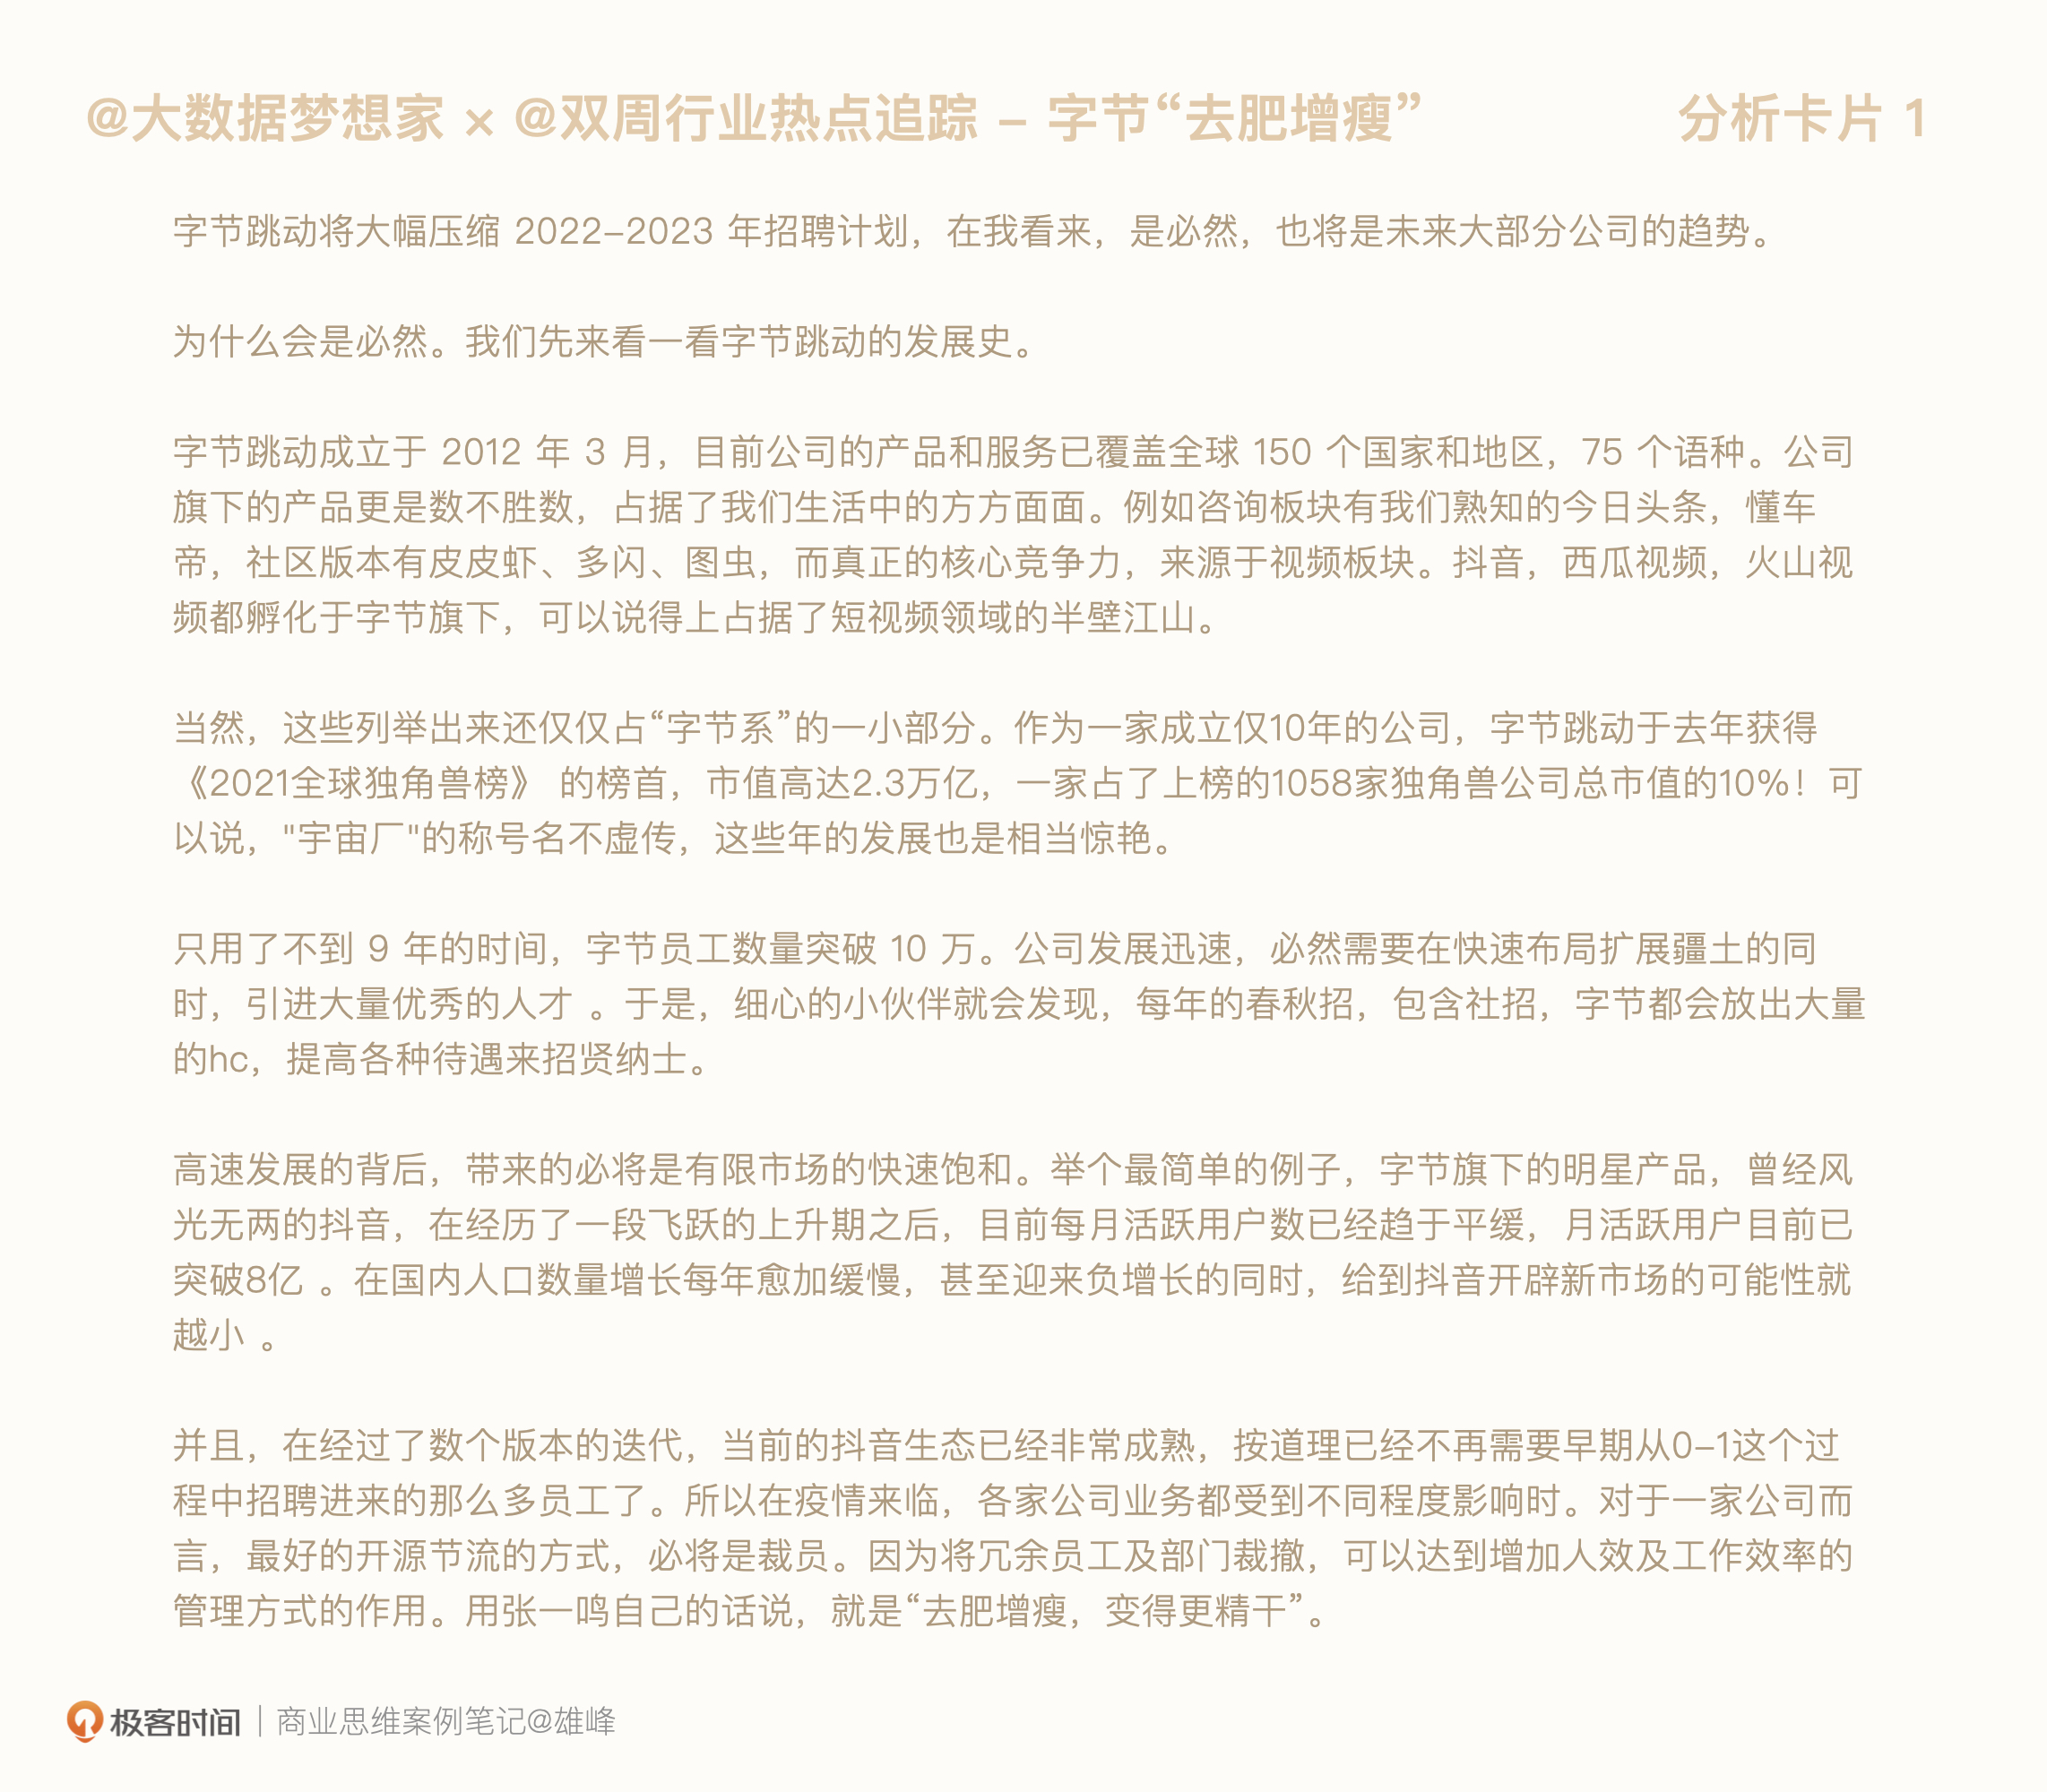 @大数据梦想家 × @双周行业热点追踪 – 字节“去肥增瘦”
分析卡片 1
字节跳动将大幅压缩 2022–2023 年招聘计划，在我看来，是必然，也将是未来大部分公司的趋势。
为什么会是必然。我们先来看一看字节跳动的发展史。
字节跳动成立于 2012 年 3 月，目前公司的产品和服务已覆盖全球 150 个国家和地区，75 个语种。公司
旗下的产品更是数不胜数，占据了我们生活中的方方面面。例如咨询板块有我们熟知的今日头条，懂车
帝，社区版本有皮皮虾、多闪、图虫，而真正的核心竞争力，来源于视频板块。抖音，西瓜视频，火山视
频都孵化于字节旗下，可以说得上占据了短视频领域的半壁江山。
当然，这些列举出来还仅仅占“字节系”的一小部分。作为一家成立仅10年的公司，字节跳动于去年获得
《2021全球独角兽榜》 的榜首，市值高达2.3万亿，一家占了上榜的1058家独角兽公司总市值的10%！可
以说，"宇宙厂"的称号名不虚传，这些年的发展也是相当惊艳。
只用了不到 9 年的时间，字节员工数量突破 10 万。公司发展迅速，必然需要在快速布局扩展疆土的同
时，引进大量优秀的人才 。于是，细心的小伙伴就会发现，每年的春秋招，包含社招，字节都会放出大量
的hc，提高各种待遇来招贤纳士。
高速发展的背后，带来的必将是有限市场的快速饱和。举个最简单的例子，字节旗下的明星产品，曾经风
光无两的抖音，在经历了一段飞跃的上升期之后，目前每月活跃用户数已经趋于平缓，月活跃用户目前已
突破8亿 。在国内人口数量增长每年愈加缓慢，甚至迎来负增长的同时，给到抖音开辟新市场的可能性就
越小 。
并且，在经过了数个版本的迭代，当前的抖音生态已经非常成熟，按道理已经不再需要早期从0–1这个过
程中招聘进来的那么多员工了。所以在疫情来临，各家公司业务都受到不同程度影响时。对于一家公司而
言，最好的开源节流的方式，必将是裁员。因为将冗余员工及部门裁撤，可以达到增加人效及工作效率的
管理方式的作用。用张一鸣自己的话说，就是“去肥增瘦，变得更精干”。
极客时间 | 商业思维案例笔记@雄峰